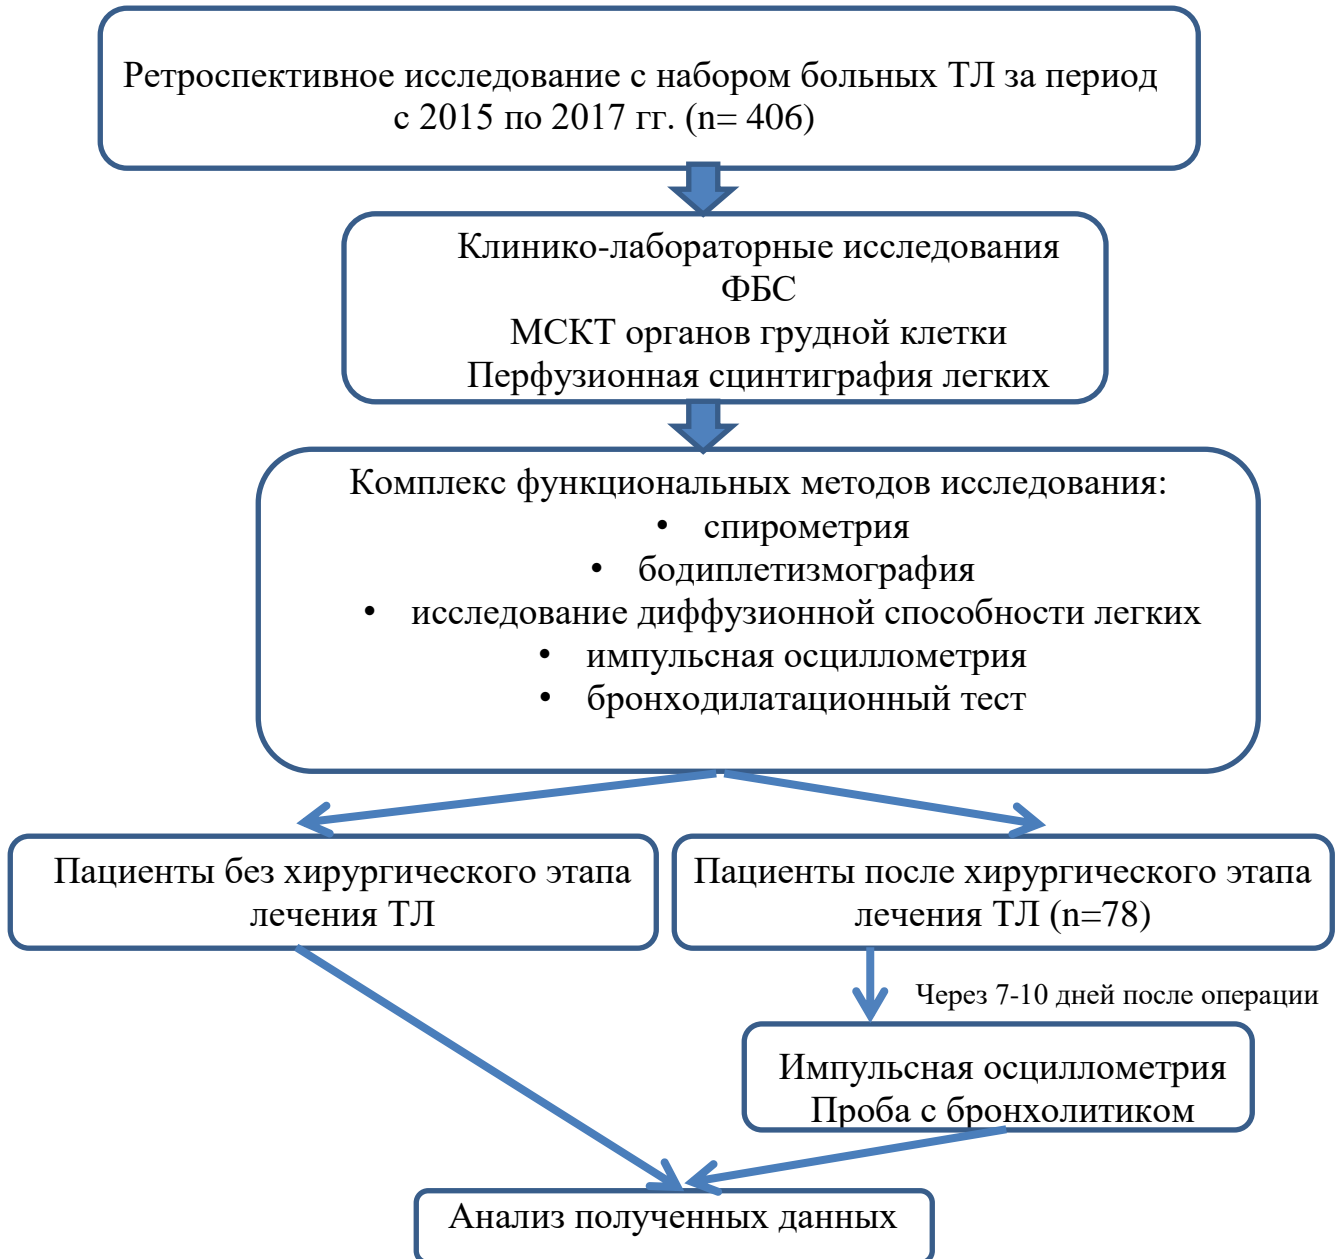 Ретроспективное исследование с набором больных ТЛ за период
с 2015 по 2017 гг. (n= 406)
Клинико-лабораторные исследования
ФБС
МСКТ органов грудной клетки
Перфузионная сцинтиграфия легких
Комплекс функциональных методов исследования:
• спирометрия
• бодиплетизмография
• исследование диффузионной способности легких
• импульсная осциллометрия
• бронходилатационный тест
Пациенты без хирургического этапа
лечения ТЛ
Пациенты после хирургического этапа
лечения ТЛ (n=78)
Через 7-10 дней после операции
Импульсная осциллометрия
Проба с бронхолитиком
Анализ полученных данных